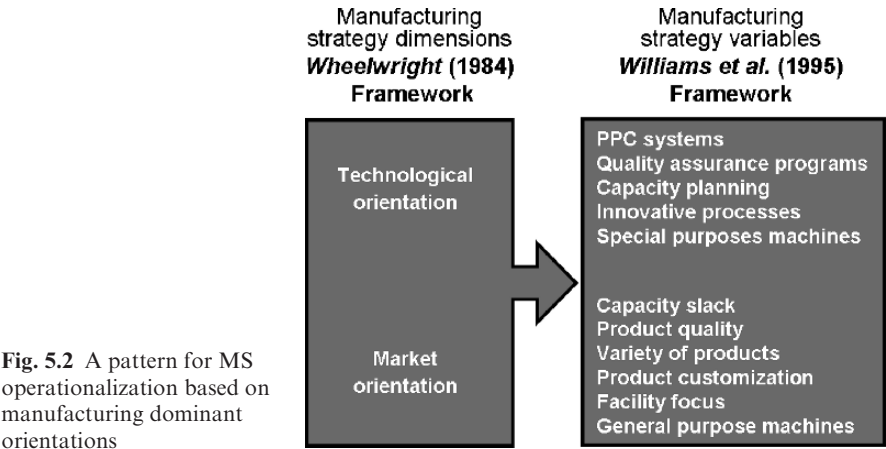 Manufacturing
strategy dimensions
Wheelwright (1984)
Framework
Technological
orientation
Market
orientation
Manufacturing
strategy variables
Williams et al. (1995)
Framework
PPC systems
Quality assurance programs
Capacity planning
Innovative processes
Special purposes machines
Capacity slack
Product quality
Variety of products
Product customization
Facility focus
General purpose machines
Fig. 5.2 A pattern for MS
operationalization based on
manufacturing dominant
orientations